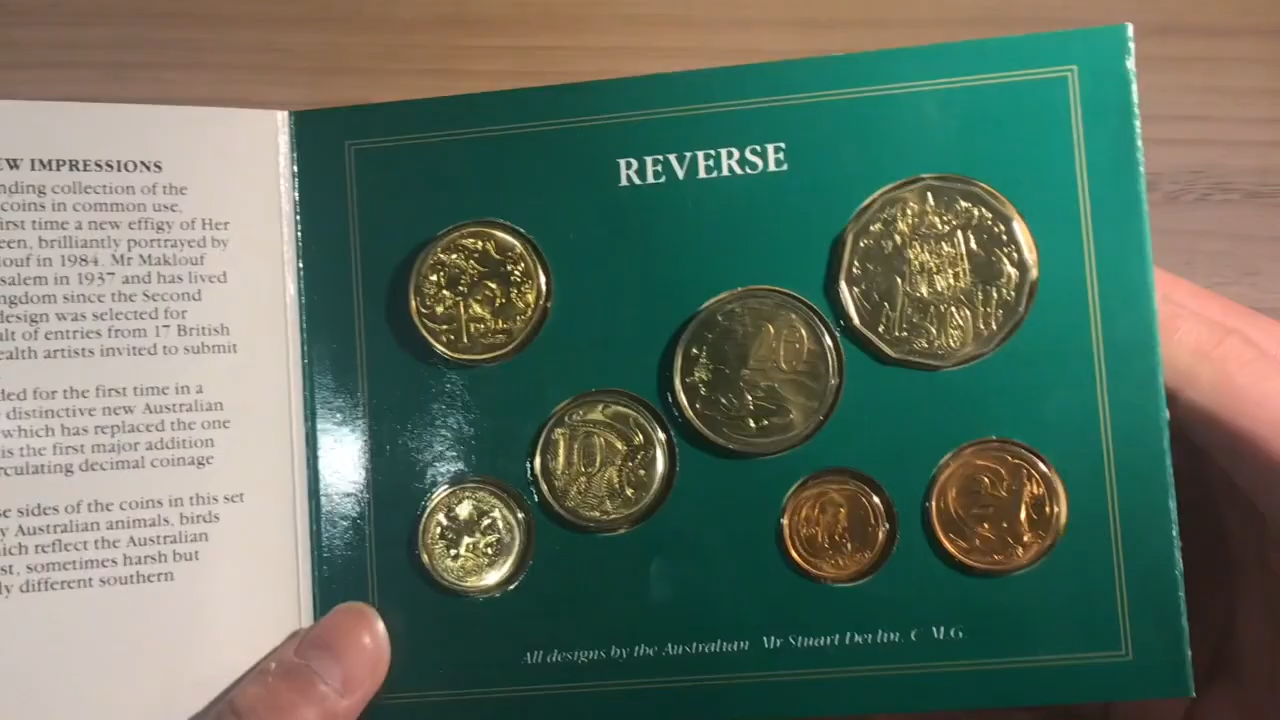 EW IMPRESSIONS
nding collection of the
coins in common use,
irst time a new effigy of Her
een, brilliantly portrayed by
louf in 1984. Mr Maklouf
salem in 1937 and has lived
ngdom since the Second
design was selected for
ult of entries from 17 British
ealth artists invited to submit
ded for the first time in a
distinctive new Australian
which has replaced the one
is the first major addition
rculating decimal coinage
se sides of the coins in this set
y Australian animals, birds
ich reflect the Australian
st, sometimes harsh but
ly different southern
REVERSE
1
50
20
10
All designs by the Australian Mr Stuart Devlin, C.M.G.